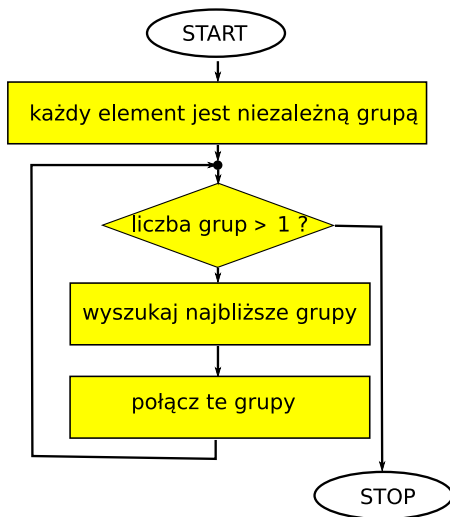 START
każdy element jest niezależną grupą
liczba grup > 1 ?
wyszukaj najbliższe grupy
połącz te grupy
STOP